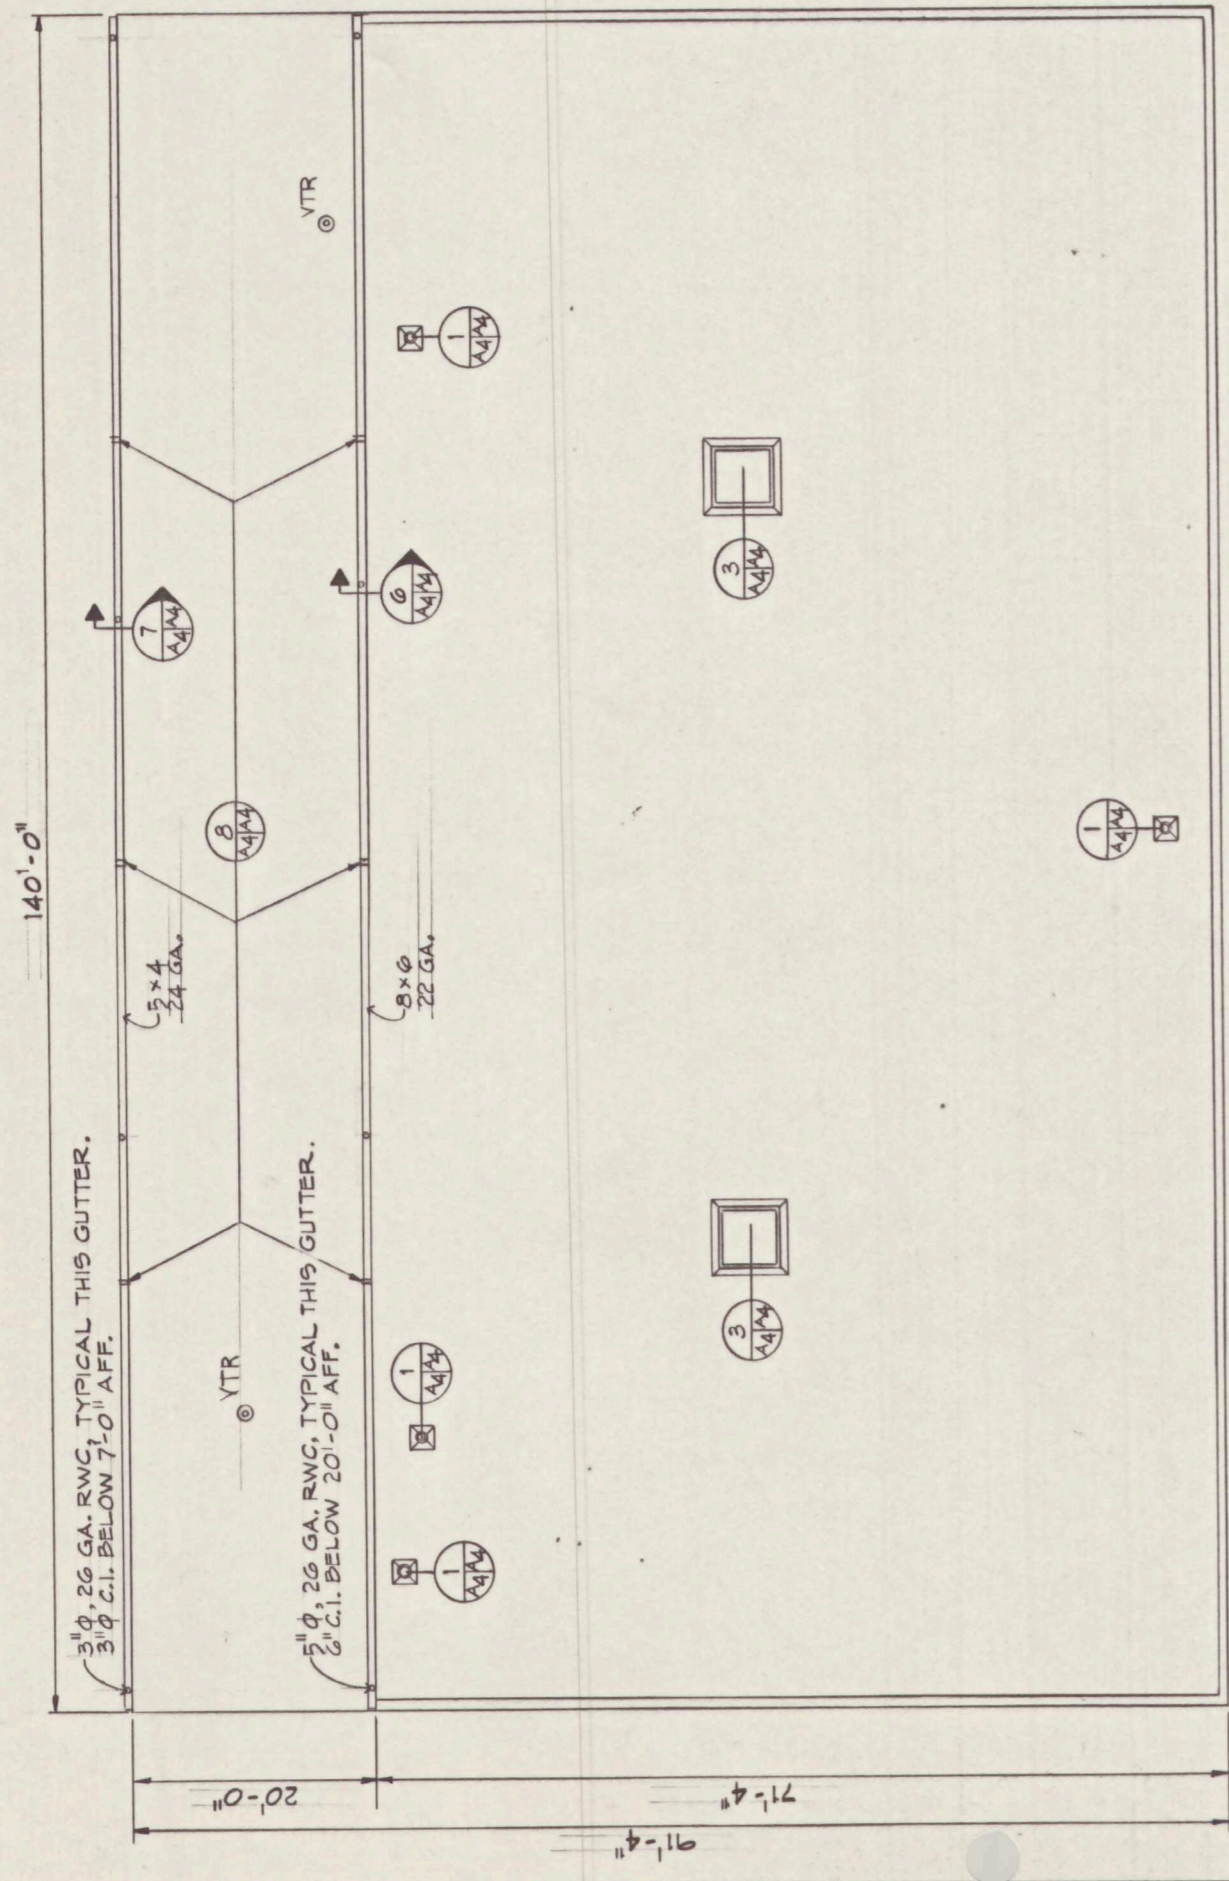 140'-0"
3"φ, 26 GA. RWC, TYPICAL THIS GUTTER.
3"φ C.I. BELOW 7'-0" AFF.
5 x 4
24 GA.
7
A4 A4
VTR
8
A4 A4
VTR
5"φ, 26 GA. RWC, TYPICAL THIS GUTTER.
6" C.I. BELOW 20'-0" AFF.
8 x 6
22 GA.
6
A4 A4
1
A4 A4
1
A4 A4
1
A4 A4
3
A4 A4
3
A4 A4
1
A4 A4
20'-0"
71'-4"
91'-4"